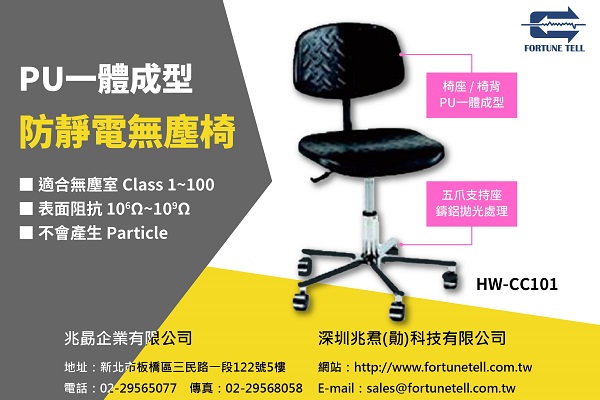 FORTUNE TELL
PU一體成型
防靜電無塵椅
■ 適合無塵室 Class 1~100
■ 表面阻抗 10⁶Ω~10⁹Ω
■ 不會產生 Particle
椅座 / 椅背
PU一體成型
五爪支持座
鑄鋁拋光處理
HW-CC101
兆勗企業有限公司
地址：新北市板橋區三民路一段122號5樓
電話：02-29565077 傳真：02-29568058
深圳兆焄(勛)科技有限公司
網站：http://www.fortunetell.com.tw
E-mail：sales@fortunetell.com.tw